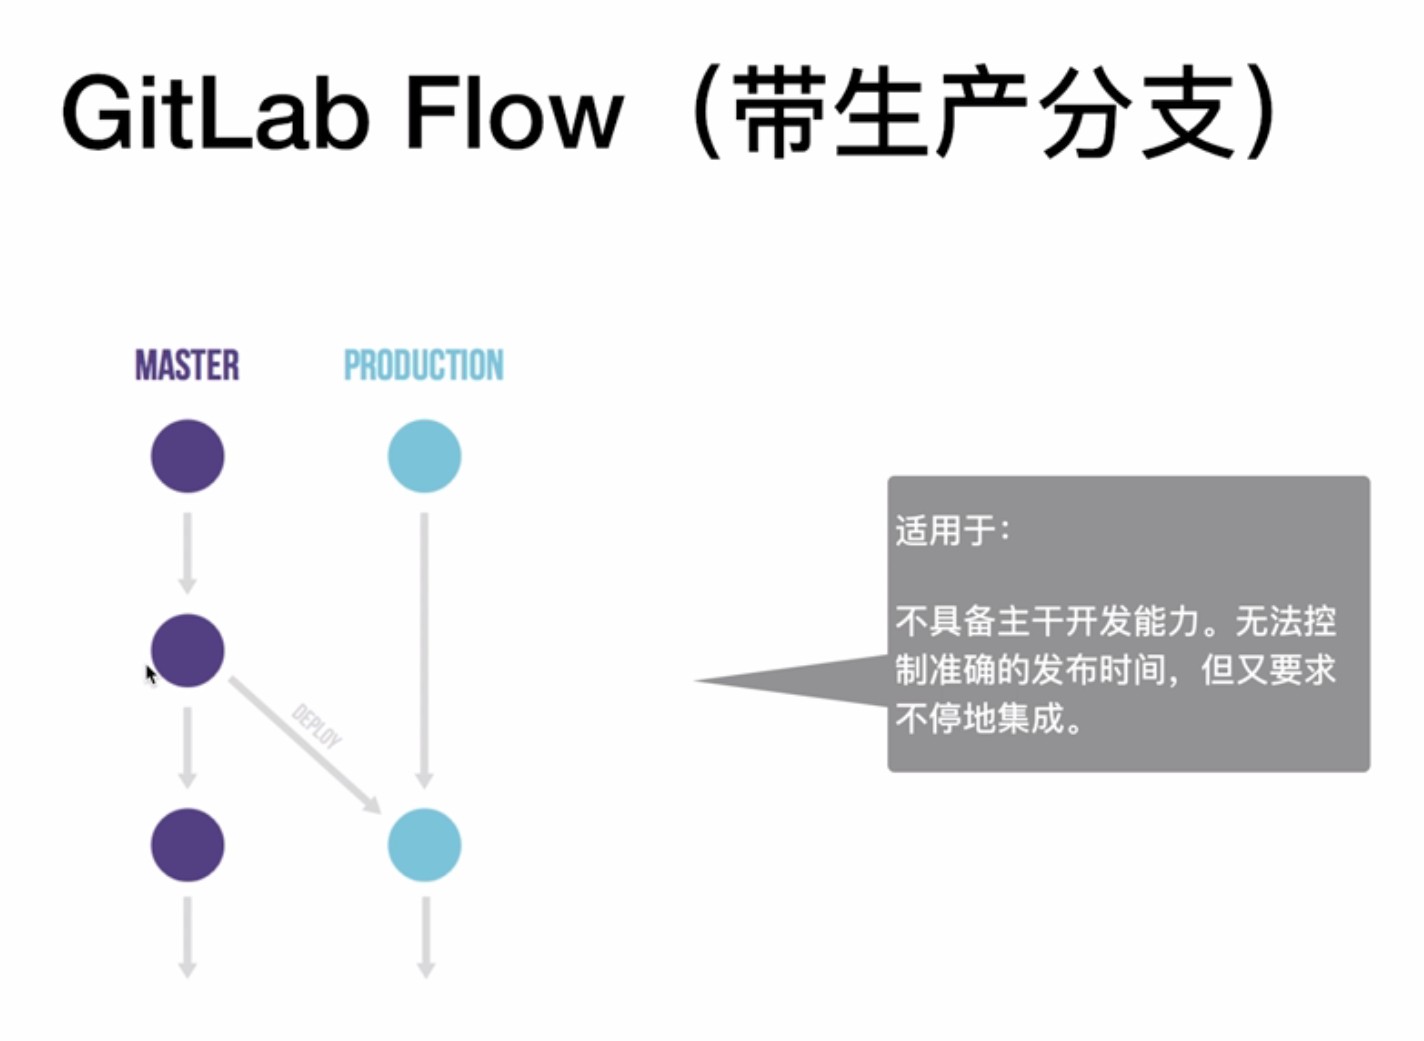 GitLab Flow（带生产分支）
MASTER
PRODUCTION
DEPLOY
适用于：
不具备主干开发能力。无法控
制准确的发布时间，但又要求
不停地集成。